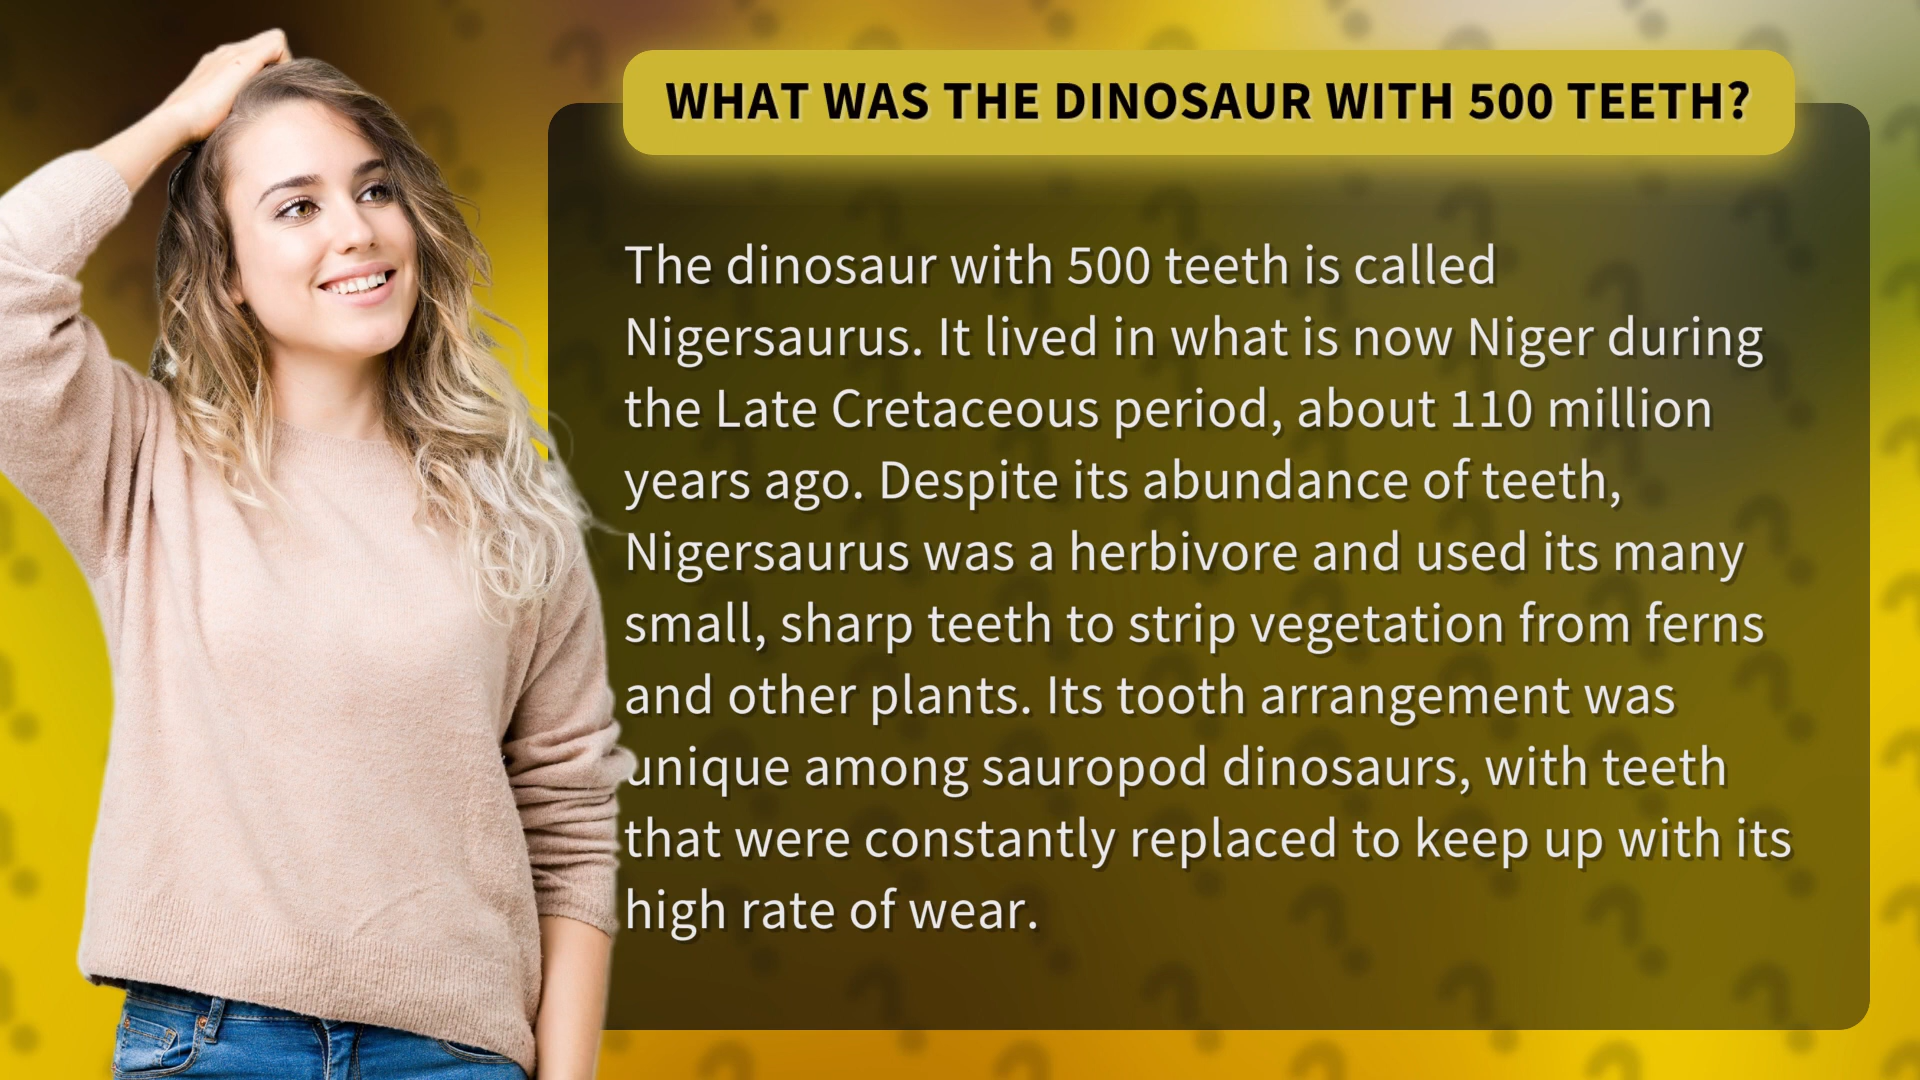 WHAT WAS THE DINOSAUR WITH 500 TEETH?
The dinosaur with 500 teeth is called
Nigersaurus. It lived in what is now Niger during
the Late Cretaceous period, about 110 million
years ago. Despite its abundance of teeth,
Nigersaurus was a herbivore and used its many
small, sharp teeth to strip vegetation from ferns
and other plants. Its tooth arrangement was
unique among sauropod dinosaurs, with teeth
that were constantly replaced to keep up with its
high rate of wear.